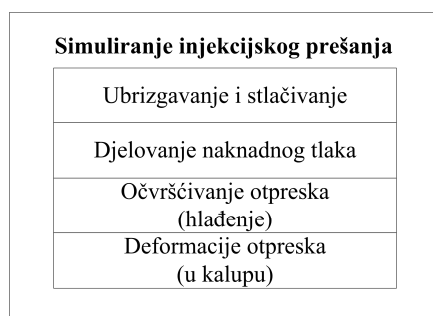 Simuliranje injekcijskog prešanja
Ubrizgavanje i stlačivanje
Djelovanje naknadnog tlaka
Očvršćivanje otpreska
(hlađenje)
Deformacije otpreska
(u kalupu)